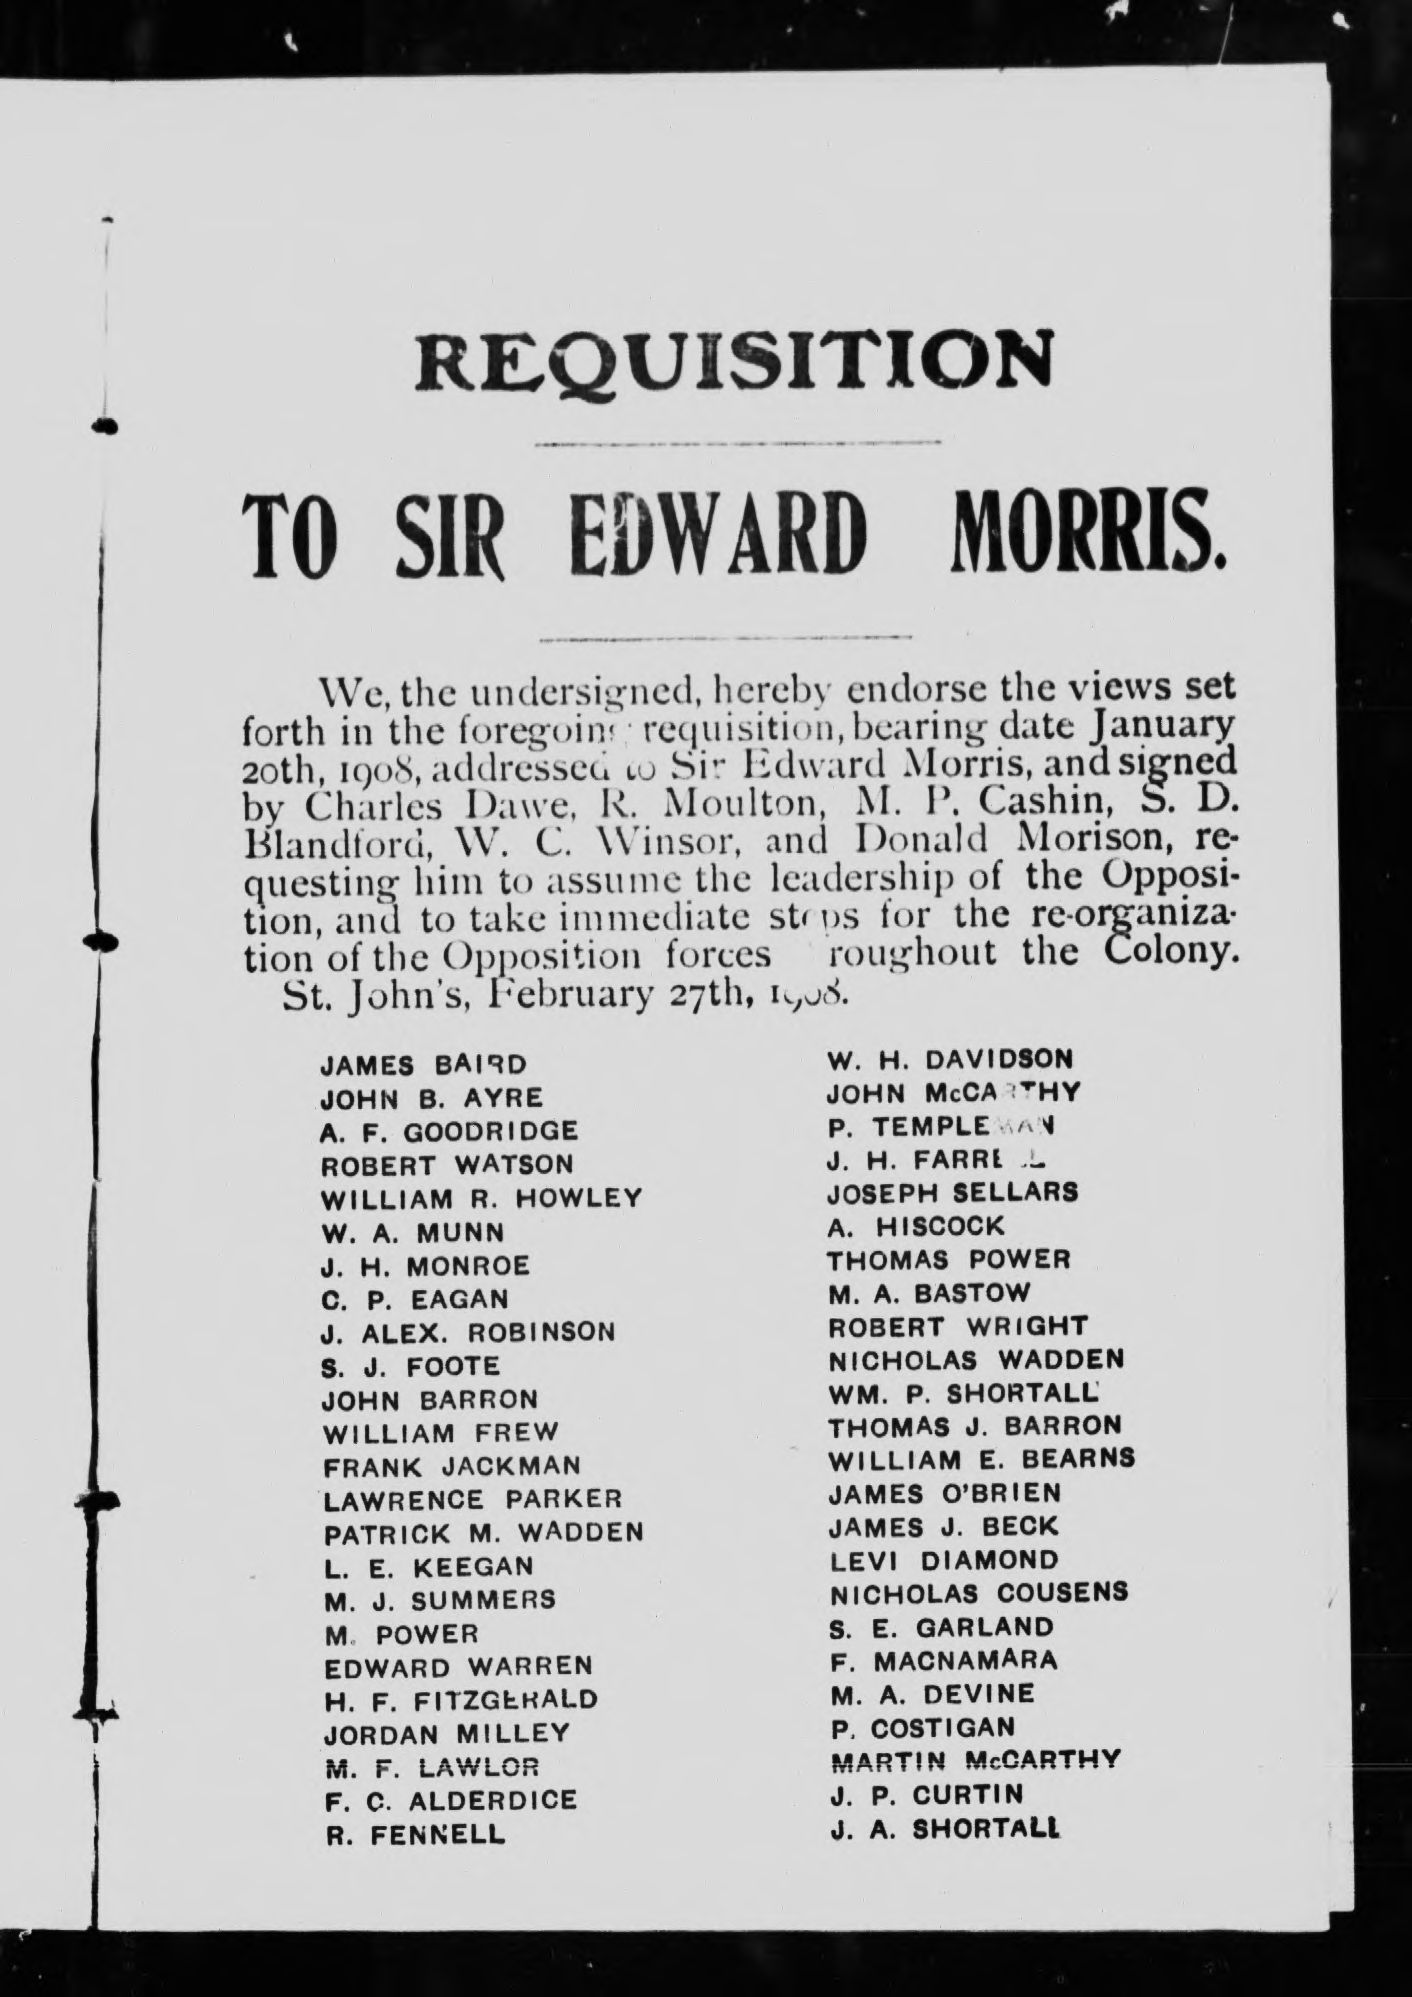 REQUISITION
TO SIR EDWARD MORRIS.
We, the undersigned, hereby endorse the views set
forth in the foregoing requisition, bearing date January
20th, 1908, addressed to Sir Edward Morris, and signed
by Charles Dawe, R. Moulton, M. P. Cashin, S. D.
Blandford, W. C. Winsor, and Donald Morison, re-
questing him to assume the leadership of the Opposi-
tion, and to take immediate steps for the re-organiza-
tion of the Opposition forces roughout the Colony.
St. John's, February 27th, 1908.
JAMES BAIRD
JOHN B. AYRE
A. F. GOODRIDGE
ROBERT WATSON
WILLIAM R. HOWLEY
W. A. MUNN
J. H. MONROE
C. P. EAGAN
J. ALEX. ROBINSON
S. J. FOOTE
JOHN BARRON
WILLIAM FREW
FRANK JACKMAN
LAWRENCE PARKER
PATRICK M. WADDEN
L. E. KEEGAN
M. J. SUMMERS
M. POWER
EDWARD WARREN
H. F. FITZGERALD
JORDAN MILLEY
M. F. LAWLOR
F. C. ALDERDICE
R. FENNELL
W. H. DAVIDSON
JOHN McCARTHY
P. TEMPLEMAN
J. H. FARRELL
JOSEPH SELLARS
A. HISCOCK
THOMAS POWER
M. A. BASTOW
ROBERT WRIGHT
NICHOLAS WADDEN
WM. P. SHORTALL
THOMAS J. BARRON
WILLIAM E. BEARNS
JAMES O'BRIEN
JAMES J. BECK
LEVI DIAMOND
NICHOLAS COUSENS
S. E. GARLAND
F. MACNAMARA
M. A. DEVINE
P. COSTIGAN
MARTIN McCARTHY
J. P. CURTIN
J. A. SHORTALL